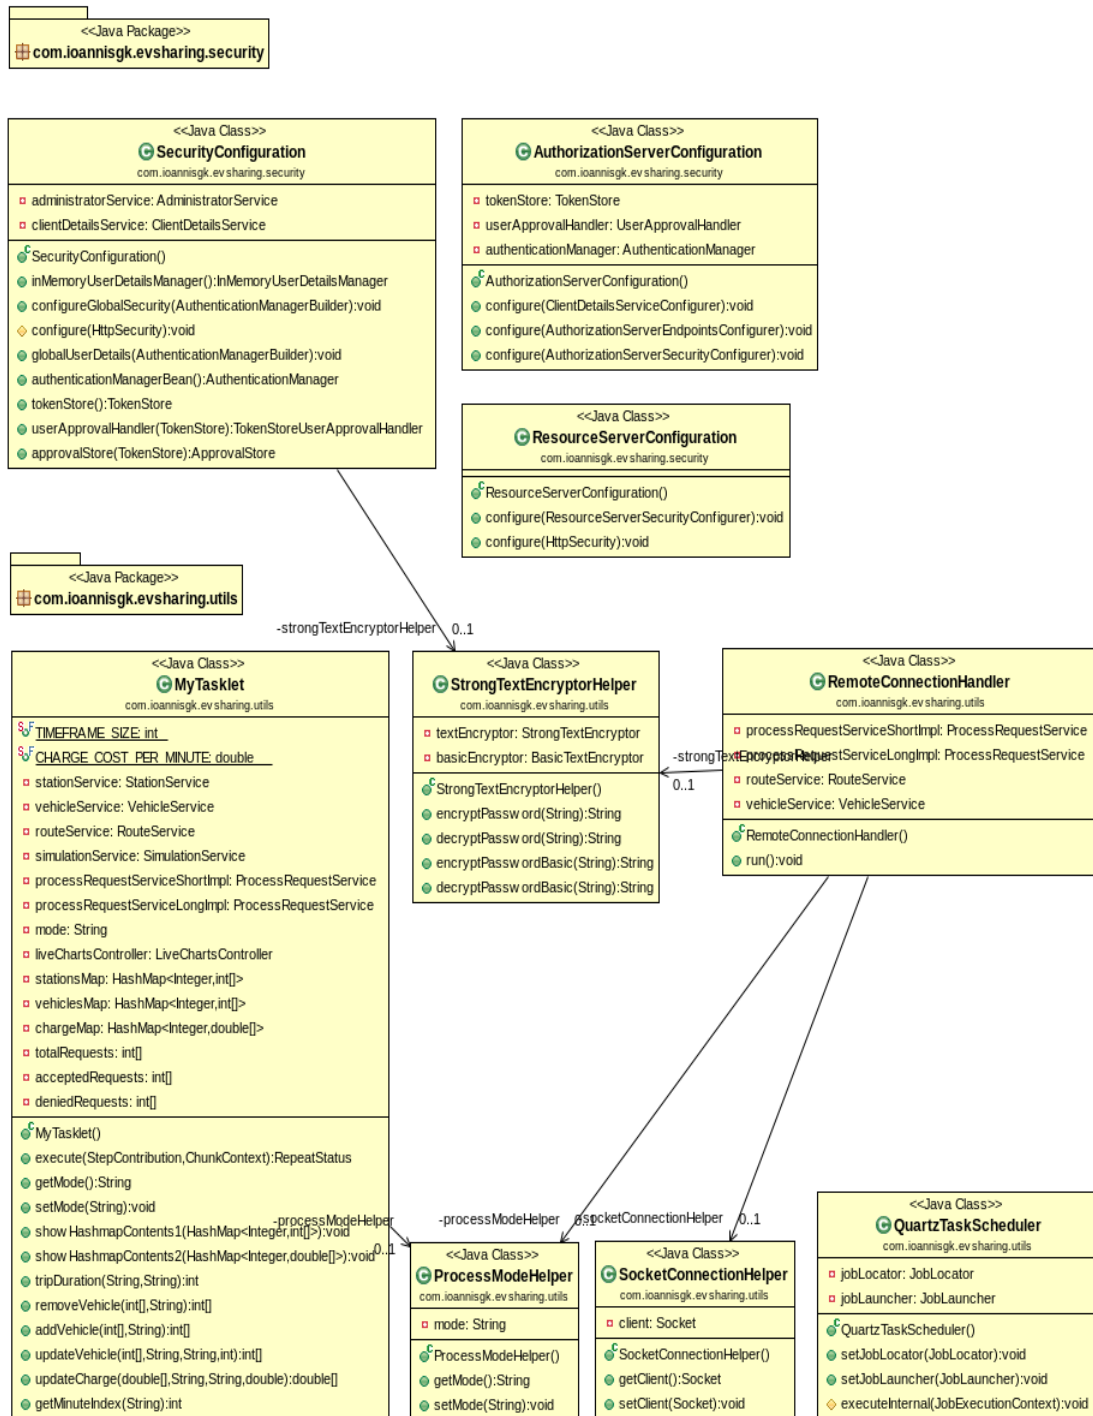 <<Java Package>>
com.ioannisgk.evsharing.security
<<Java Class>>
SecurityConfiguration
com.ioannisgk.evsharing.security
administratorService: AdministratorService
clientDetailsService: ClientDetailsService
SecurityConfiguration()
inMemoryUserDetailsManager():InMemoryUserDetailsManager
configureGlobalSecurity(AuthenticationManagerBuilder):void
configure(HttpSecurity):void
globalUserDetails(AuthenticationManagerBuilder):void
authenticationManagerBean():AuthenticationManager
tokenStore():TokenStore
userApprovalHandler(TokenStore):TokenStoreUserApprovalHandler
approvalStore(TokenStore):ApprovalStore
<<Java Class>>
AuthorizationServerConfiguration
com.ioannisgk.evsharing.security
tokenStore: TokenStore
userApprovalHandler: UserApprovalHandler
authenticationManager: AuthenticationManager
AuthorizationServerConfiguration()
configure(ClientDetailsServiceConfigurer):void
configure(AuthorizationServerEndpointsConfigurer):void
configure(AuthorizationServerSecurityConfigurer):void
<<Java Class>>
ResourceServerConfiguration
com.ioannisgk.evsharing.security
ResourceServerConfiguration()
configure(ResourceServerSecurityConfigurer):void
configure(HttpSecurity):void
<<Java Package>>
com.ioannisgk.evsharing.utils
-strongTextEncryptorHelper 0..1
<<Java Class>>
MyTasklet
com.ioannisgk.evsharing.utils
TIMEFRAME_SIZE: int
CHARGE_COST_PER_MINUTE: double
stationService: StationService
vehicleService: VehicleService
routeService: RouteService
simulationService: SimulationService
processRequestServiceShortImpl: ProcessRequestService
processRequestServiceLongImpl: ProcessRequestService
mode: String
liveChartsController: LiveChartsController
stationsMap: HashMap<Integer,int[]>
vehiclesMap: HashMap<Integer,int[]>
chargeMap: HashMap<Integer,double[]>
totalRequests: int[]
acceptedRequests: int[]
deniedRequests: int[]
MyTasklet()
execute(StepContribution,ChunkContext):RepeatStatus
getMode():String
setMode(String):void
showHashmapContents1(HashMap<Integer,int[]>):void
showHashmapContents2(HashMap<Integer,double[]>):void
tripDuration(String,String):int
removeVehicle(int[],String):int[]
addVehicle(int[],String):int[]
updateVehicle(int[],String,String,int):int[]
updateCharge(double[],String,String,double):double[]
getMinuteIndex(String):int
<<Java Class>>
StrongTextEncryptorHelper
com.ioannisgk.evsharing.utils
textEncryptor: StrongTextEncryptor
basicEncryptor: BasicTextEncryptor
StrongTextEncryptorHelper()
encryptPassword(String):String
decryptPassword(String):String
encryptPasswordBasic(String):String
decryptPasswordBasic(String):String
<<Java Class>>
RemoteConnectionHandler
com.ioannisgk.evsharing.utils
processRequestServiceShortImpl: ProcessRequestService
processRequestServiceLongImpl: ProcessRequestService
routeService: RouteService
vehicleService: VehicleService
RemoteConnectionHandler()
run():void
-strongTextEncryptorHelper
0..1
-processModeHelper
0..1
-processModeHelper
0..1
-socketConnectionHelper
0..1
<<Java Class>>
ProcessModeHelper
com.ioannisgk.evsharing.utils
mode: String
ProcessModeHelper()
getMode():String
setMode(String):void
<<Java Class>>
SocketConnectionHelper
com.ioannisgk.evsharing.utils
client: Socket
SocketConnectionHelper()
getClient():Socket
setClient(Socket):void
<<Java Class>>
QuartzTaskScheduler
com.ioannisgk.evsharing.utils
jobLocator: JobLocator
jobLauncher: JobLauncher
QuartzTaskScheduler()
setJobLocator(JobLocator):void
setJobLauncher(JobLauncher):void
executeInternal(JobExecutionContext):void